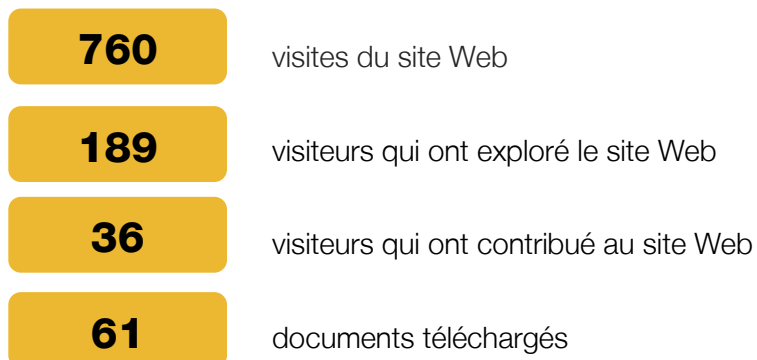 760 visites du site Web
189 visiteurs qui ont exploré le site Web
36 visiteurs qui ont contribué au site Web
61 documents téléchargés